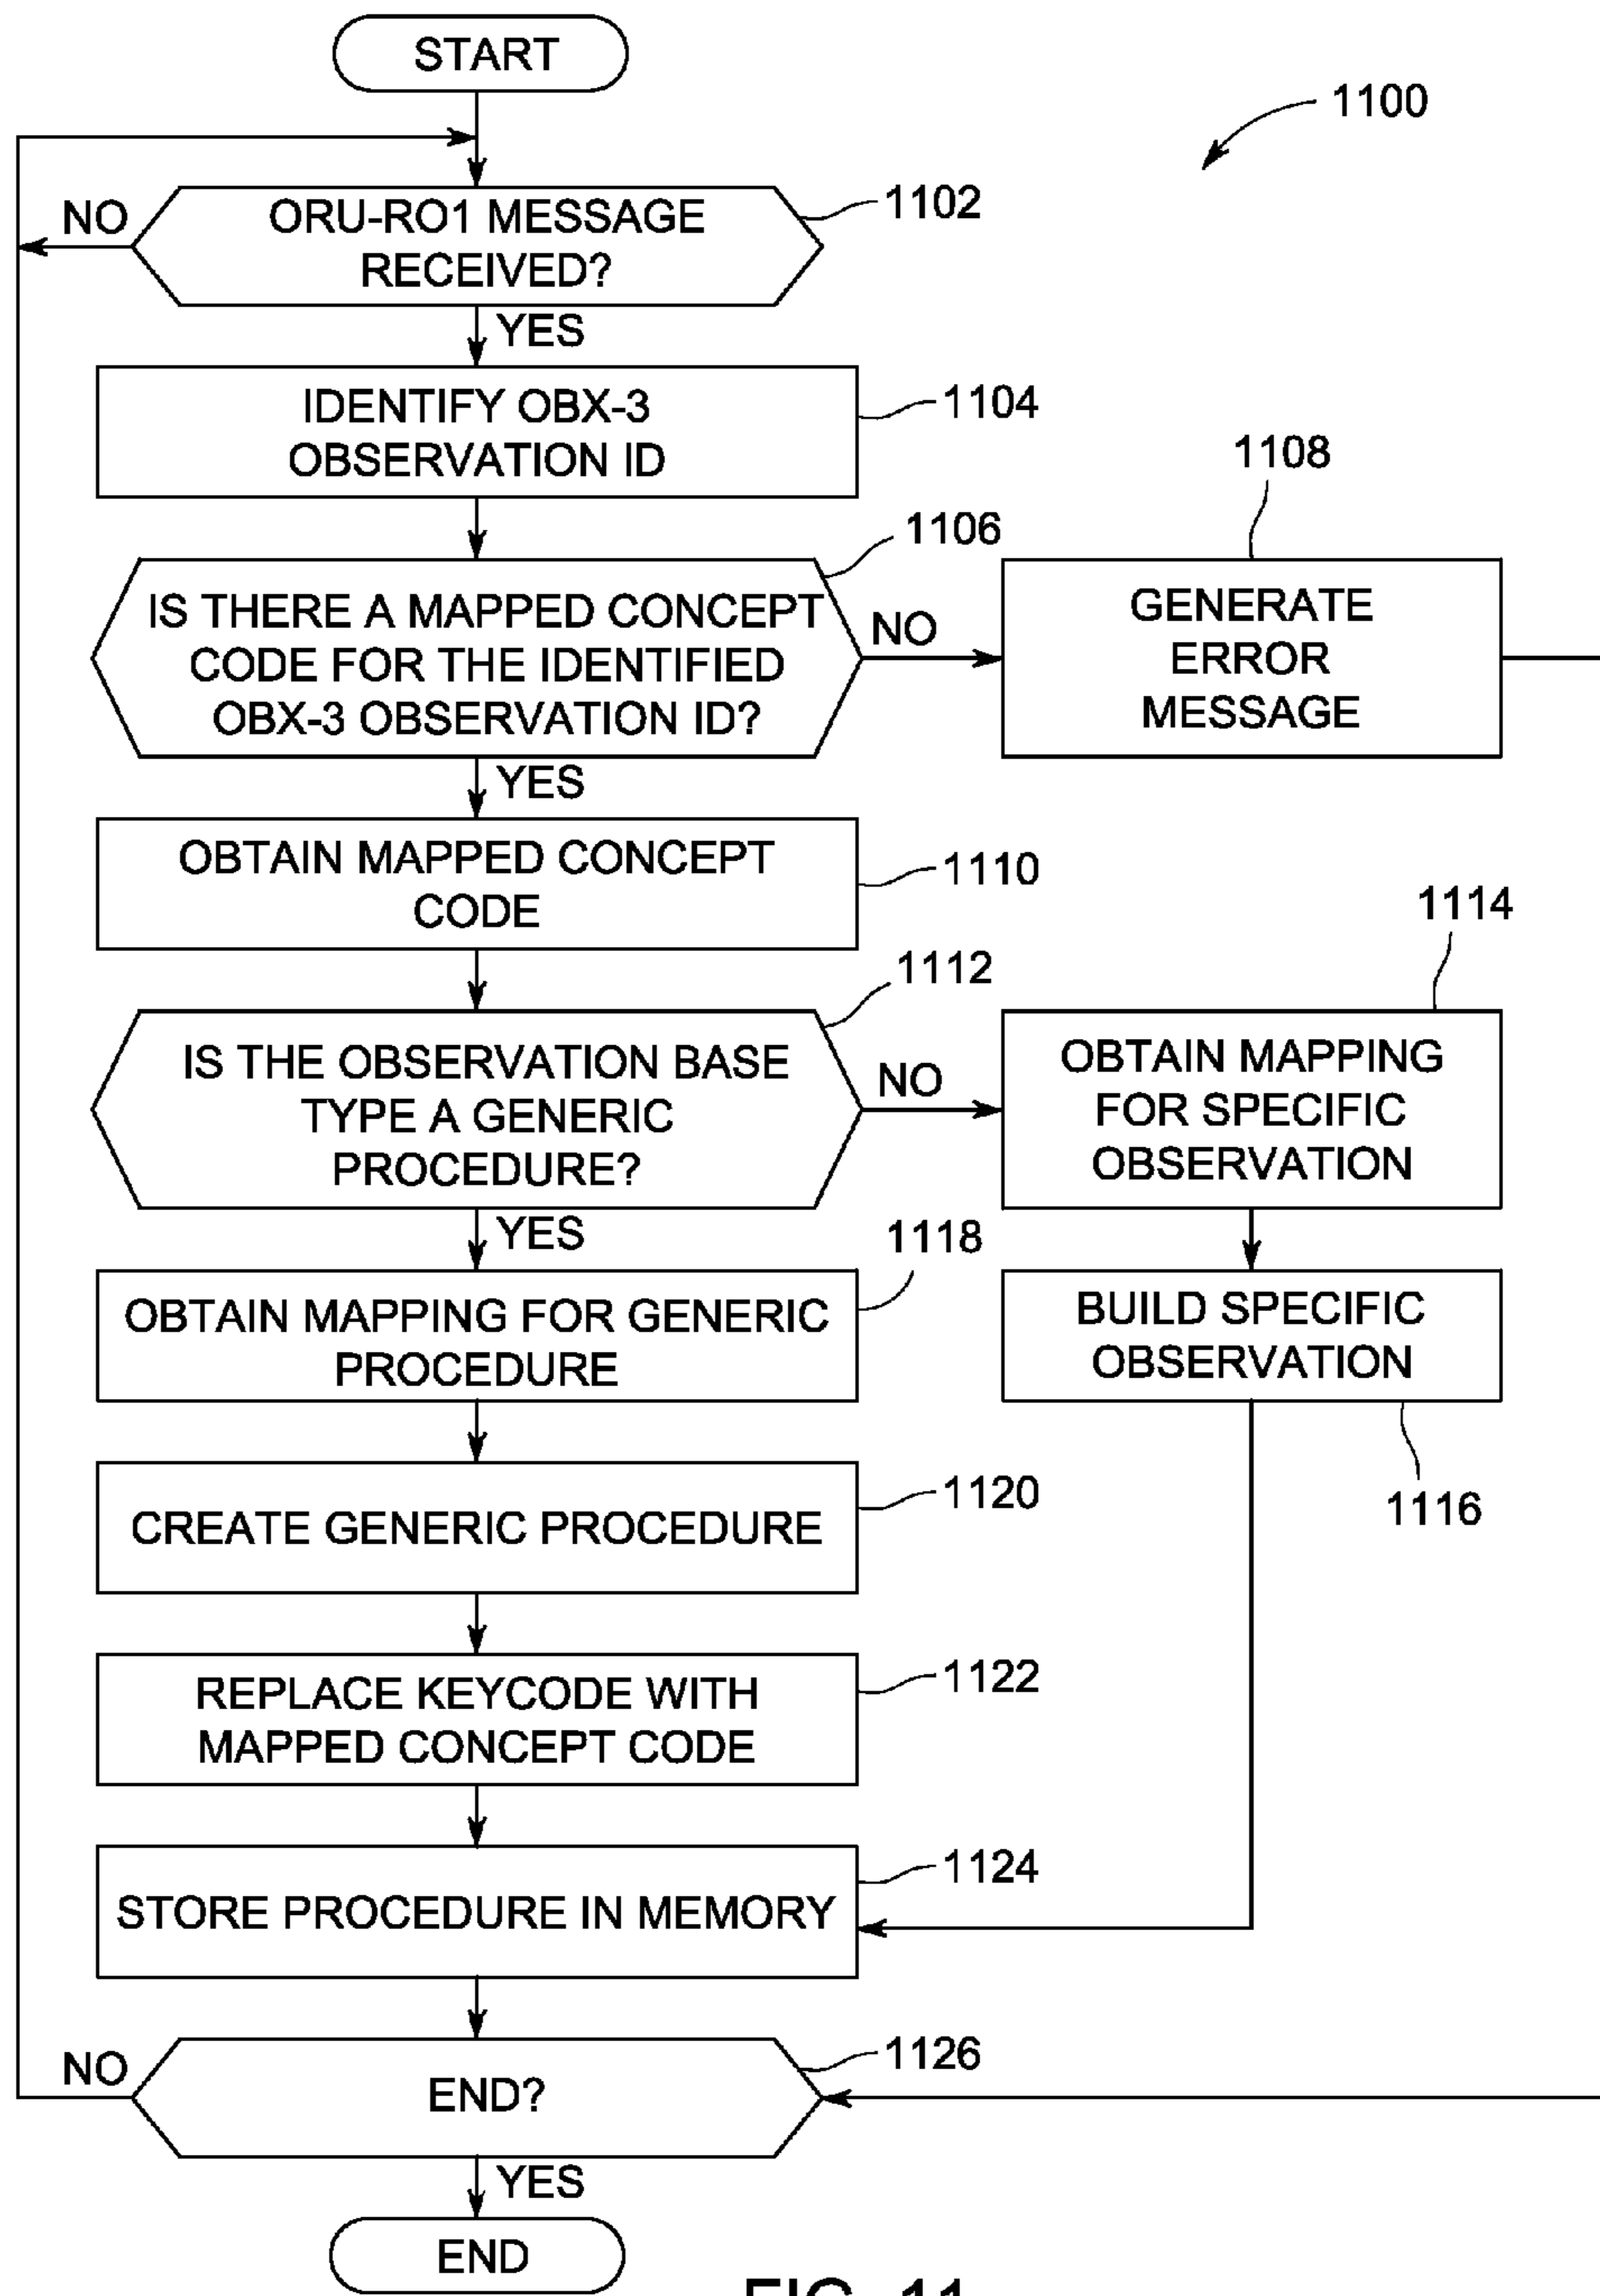 START
1100
NO
ORU-RO1 MESSAGE
RECEIVED?
1102
YES
IDENTIFY OBX-3
OBSERVATION ID
1104
1108
1106
IS THERE A MAPPED CONCEPT
CODE FOR THE IDENTIFIED
OBX-3 OBSERVATION ID?
NO
GENERATE
ERROR
MESSAGE
YES
OBTAIN MAPPED CONCEPT
CODE
1110
1114
1112
IS THE OBSERVATION BASE
TYPE A GENERIC
PROCEDURE?
NO
OBTAIN MAPPING
FOR SPECIFIC
OBSERVATION
YES
1118
OBTAIN MAPPING FOR GENERIC
PROCEDURE
BUILD SPECIFIC
OBSERVATION
1116
CREATE GENERIC PROCEDURE
1120
REPLACE KEYCODE WITH
MAPPED CONCEPT CODE
1122
STORE PROCEDURE IN MEMORY
1124
NO
END?
1126
YES
END
FIG. 11